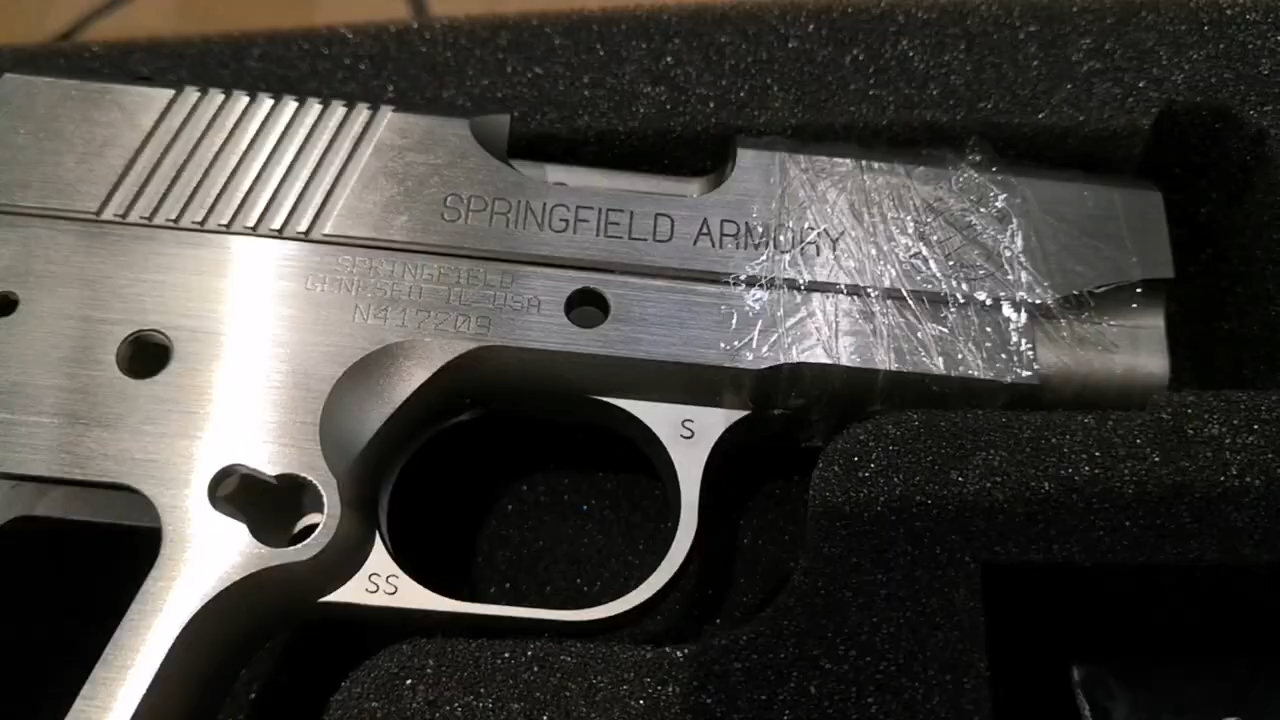 SPRINGFIELD ARMORY
SPRINGFIELD
GENESEO IL USA
N417209
S
SS